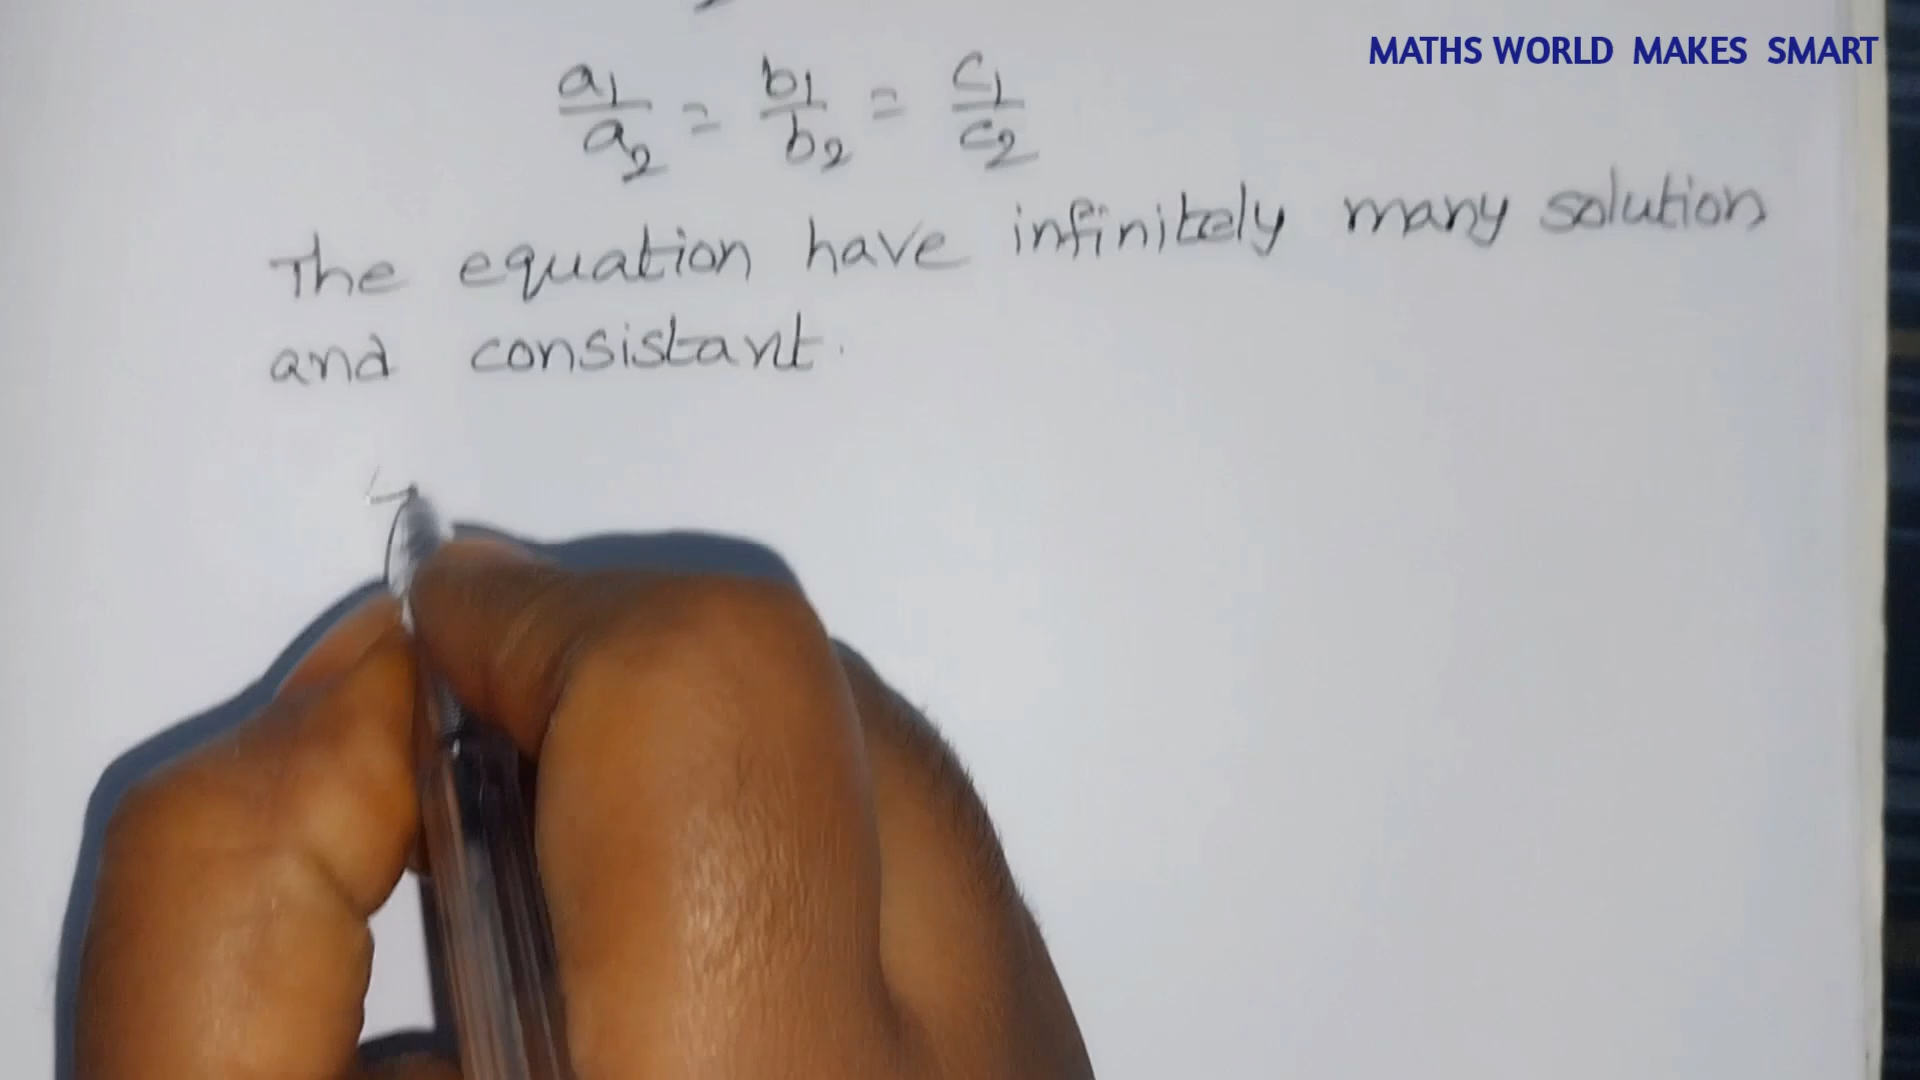 MATHS WORLD MAKES SMART
a1/a2 = b1/b2 = c1/c2
The equation have infinitely many solution
and consistant.